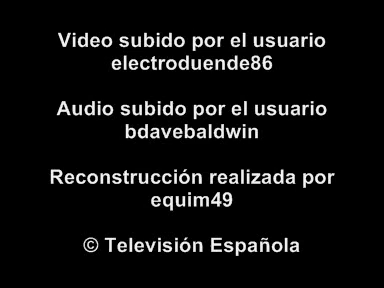 Video subido por el usuario
electroduende86
Audio subido por el usuario
bdavebaldwin
Reconstrucción realizada por
equim49
© Televisión Española